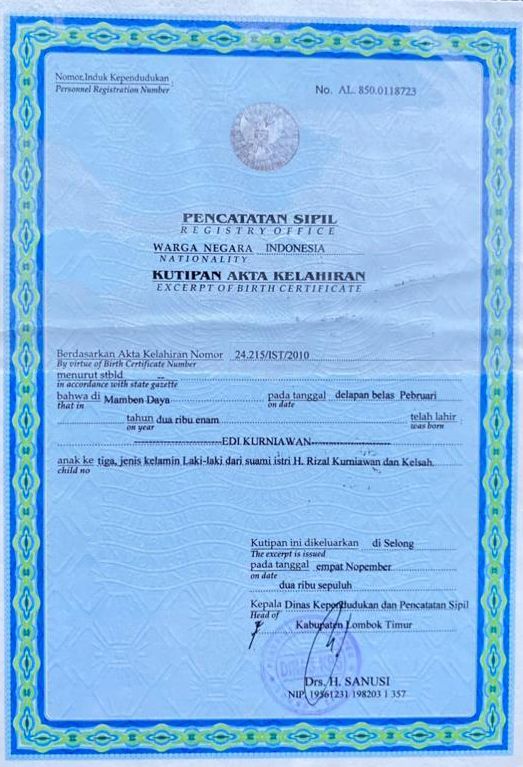 Nomor Induk Kependudukan
Personnel Registration Number
No. AL. 850.0118723
PENCATATAN SIPIL
REGISTRY OFFICE
WARGA NEGARA INDONESIA
NATIONALITY
KUTIPAN AKTA KELAHIRAN
EXCERPT OF BIRTH CERTIFICATE
Berdasarkan Akta Kelahiran Nomor 24.215/IST/2010
By virtue of Birth Certificate Number
menurut stbld --
in accordance with state gazette
bahwa di Mamben Daya pada tanggal delapan belas Pebruari
that in on date
tahun dua ribu enam telah lahir
on year was born
EDI KURNIAWAN
anak ke tiga, jenis kelamin Laki-laki dari suami istri H. Rizal Kurniawan dan Kelsah.
child no
Kutipan ini dikeluarkan di Selong
The excerpt is issued
pada tanggal empat Nopember
on date
dua ribu sepuluh
Kepala Dinas Kependudukan dan Pencatatan Sipil
Head of
Kabupaten Lombok Timur
Drs. H. SANUSI
NIP. 19561231 198203 1 357